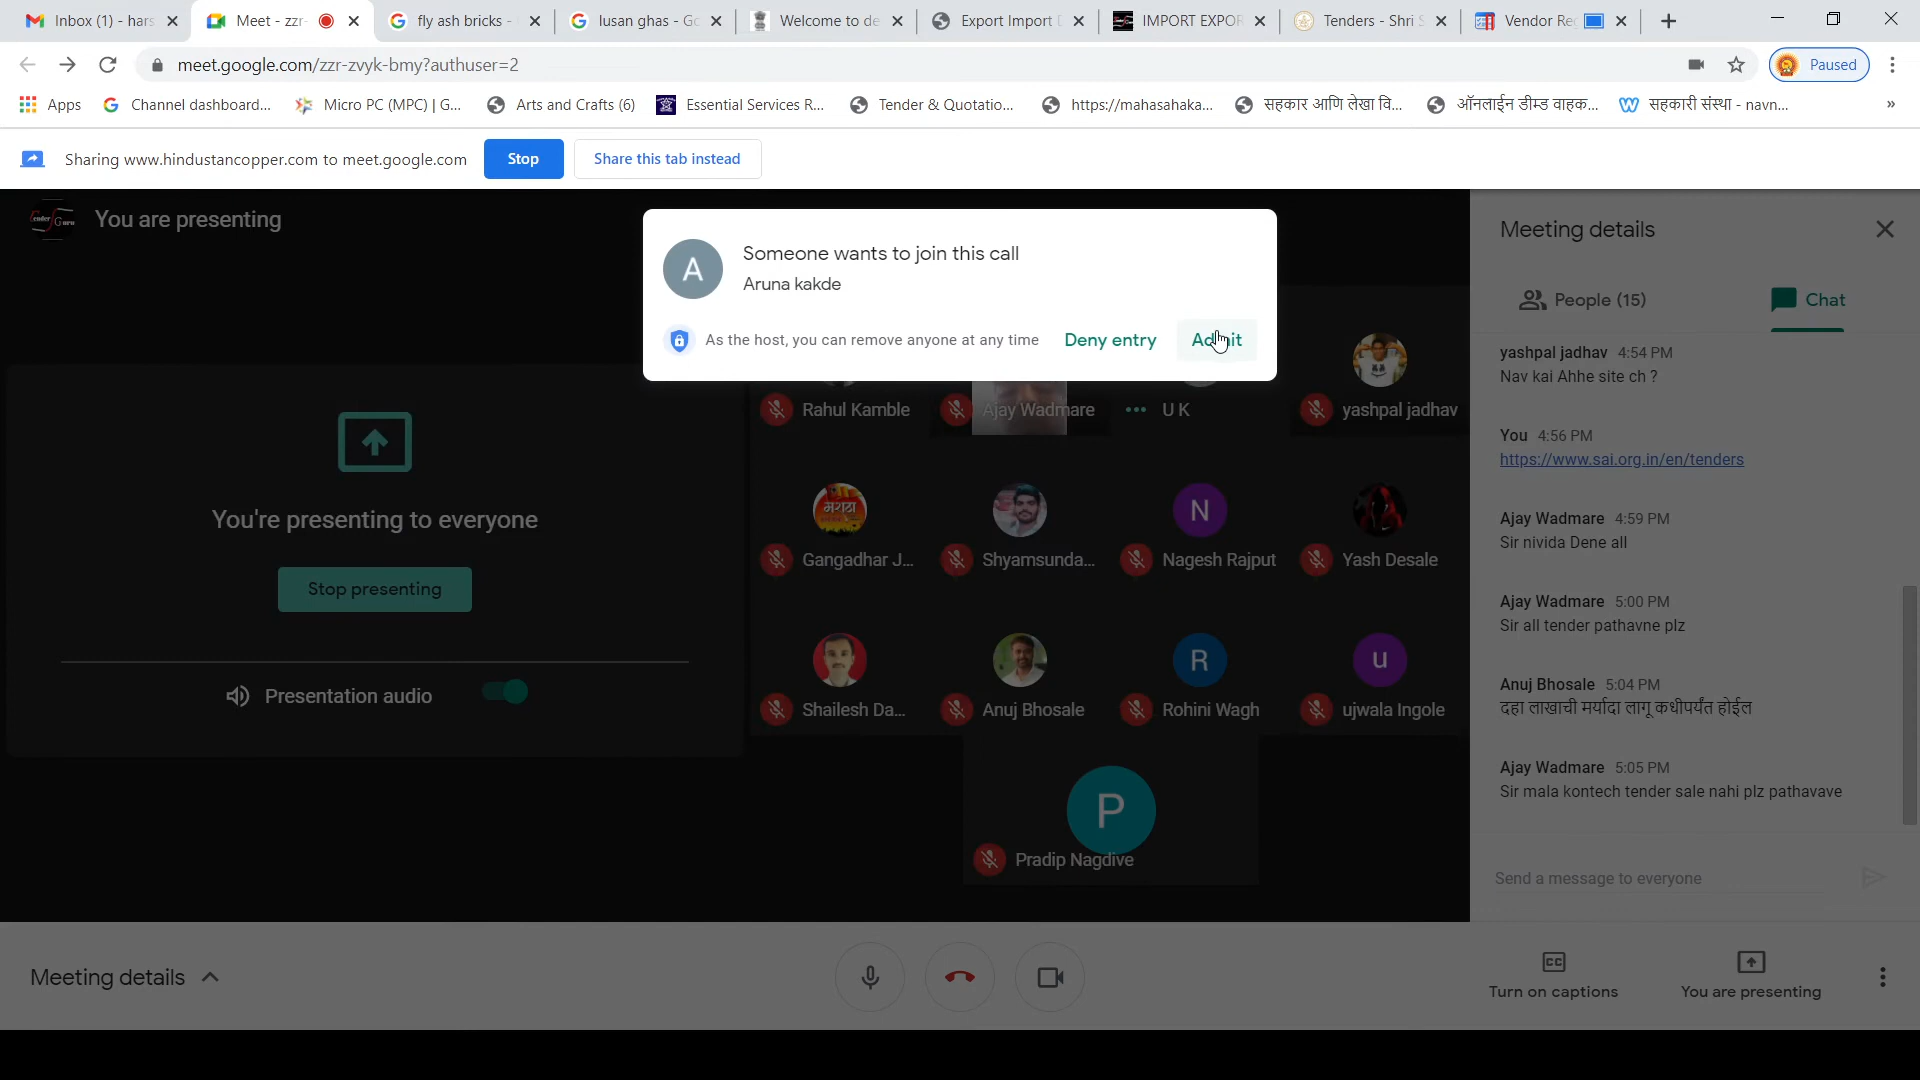 Inbox (1) - hars
Meet - zzr-
fly ash bricks -
lusan ghas - Go
Welcome to de
Export Import D
IMPORT EXPOR
Tenders - Shri S
Vendor Re
meet.google.com/zzr-zvyk-bmy?authuser=2
Paused
Apps
Channel dashboard...
Micro PC (MPC) | G...
Arts and Crafts (6)
Essential Services R...
Tender & Quotatio...
https://mahasahaka...
सहकार आणि लेखा वि...
ऑनलाईन डीम्ड वाहक...
सहकारी संस्था - navn...
»
Sharing www.hindustancopper.com to meet.google.com
Stop
Share this tab instead
You are presenting
A
Someone wants to join this call
Aruna kakde
As the host, you can remove anyone at any time
Deny entry
Admit
You're presenting to everyone
Stop presenting
Presentation audio
Rahul Kamble
Ajay Wadmare
U K
yashpal jadhav
मराठा
N
Gangadhar J...
Shyamsunda...
Nagesh Rajput
Yash Desale
R
u
Shailesh Da...
Anuj Bhosale
Rohini Wagh
ujwala Ingole
P
Pradip Nagdive
Meeting details
People (15)
Chat
yashpal jadhav 4:54 PM
Nav kai Ahhe site ch ?
You 4:56 PM
https://www.sai.org.in/en/tenders
Ajay Wadmare 4:59 PM
Sir nivida Dene all
Ajay Wadmare 5:00 PM
Sir all tender pathavne plz
Anuj Bhosale 5:04 PM
दहा लाखाची मर्यादा लागू कधीपर्यंत होईल
Ajay Wadmare 5:05 PM
Sir mala kontech tender sale nahi plz pathavave
Send a message to everyone
Meeting details
CC
Turn on captions
You are presenting